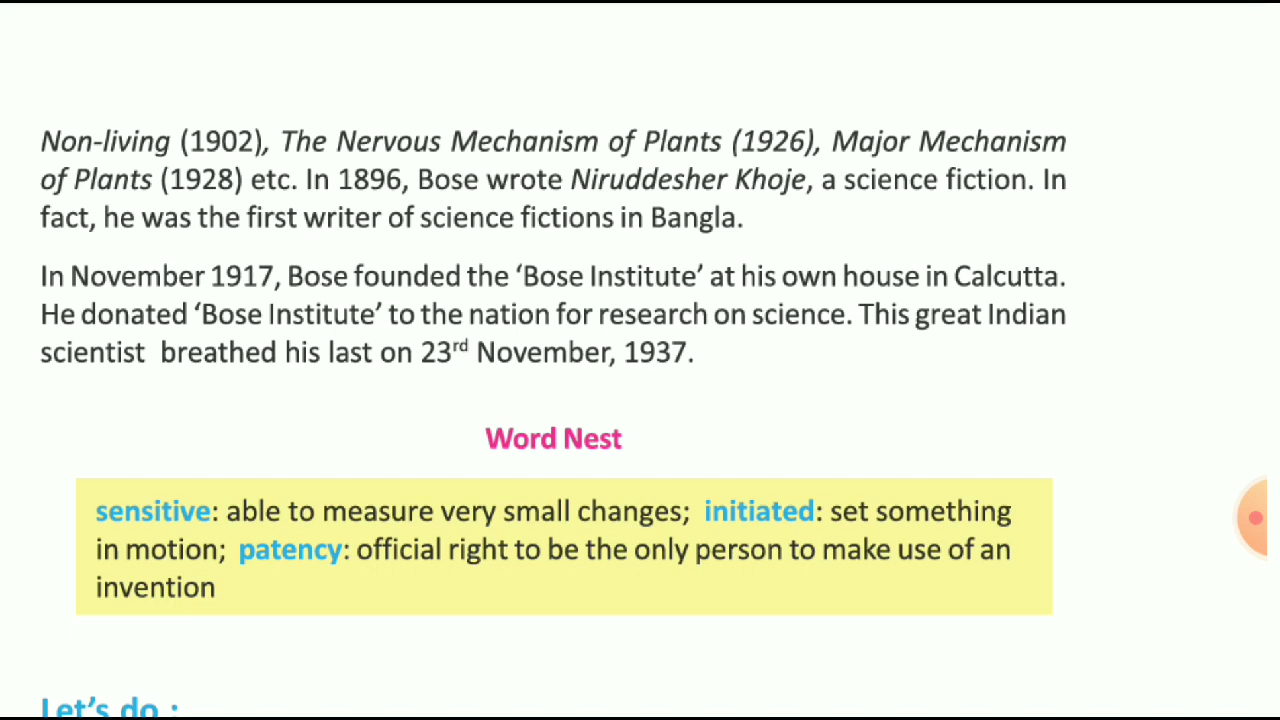 Non-living (1902), The Nervous Mechanism of Plants (1926), Major Mechanism
of Plants (1928) etc. In 1896, Bose wrote Niruddesher Khoje, a science fiction. In
fact, he was the first writer of science fictions in Bangla.
In November 1917, Bose founded the ‘Bose Institute’ at his own house in Calcutta.
He donated ‘Bose Institute’ to the nation for research on science. This great Indian
scientist breathed his last on 23rd November, 1937.
Word Nest
sensitive: able to measure very small changes; initiated: set something
in motion; patency: official right to be the only person to make use of an
invention
Let’s do :